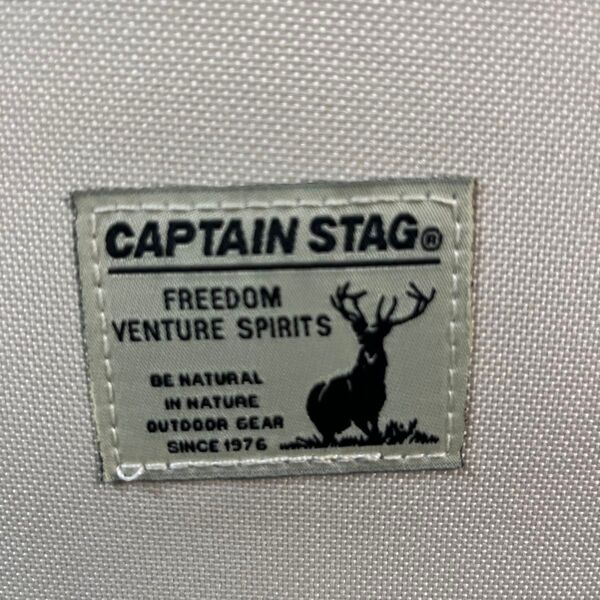 CAPTAIN STAG®
FREEDOM
VENTURE SPIRITS
BE NATURAL
IN NATURE
OUTDOOR GEAR
SINCE 1976